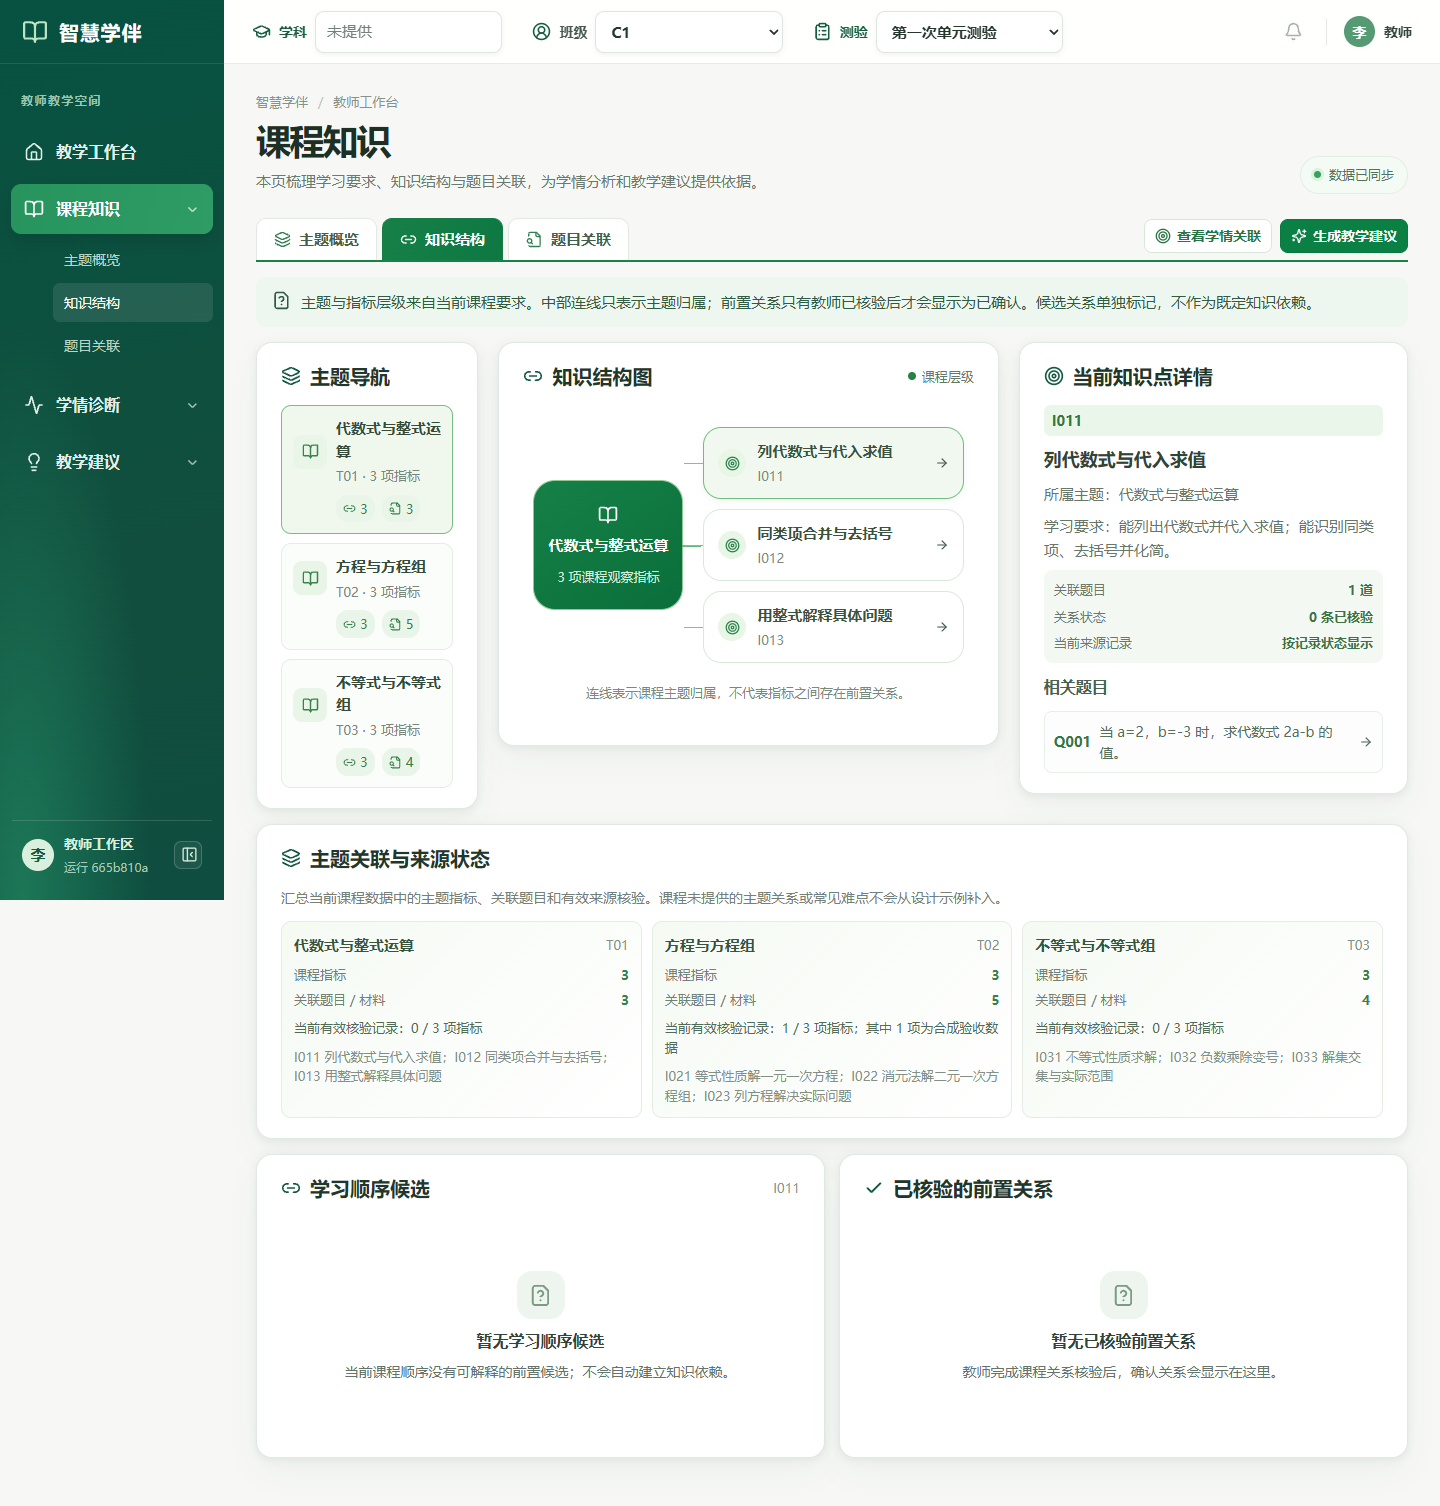 智慧学伴
学科
未提供
班级
C1
测验
第一次单元测验
李
教师
教师教学空间
教学工作台
课程知识
主题概览
知识结构
题目关联
学情诊断
教学建议
李
教师工作区
运行 665b810a
智慧学伴 / 教师工作台
课程知识
本页梳理学习要求、知识结构与题目关联，为学情分析和教学建议提供依据。
数据已同步
主题概览
知识结构
题目关联
查看学情关联
生成教学建议
主题与指标层级来自当前课程要求。中部连线只表示主题归属；前置关系只有教师已核验后才会显示为已确认。候选关系单独标记，不作为既定知识依赖。
主题导航
代数式与整式运
算
T01 · 3 项指标
3
3
方程与方程组
T02 · 3 项指标
3
5
不等式与不等式
组
T03 · 3 项指标
3
4
知识结构图
课程层级
代数式与整式运算
3 项课程观察指标
列代数式与代入求值
I011
同类项合并与去括号
I012
用整式解释具体问题
I013
连线表示课程主题归属，不代表指标之间存在前置关系。
当前知识点详情
I011
列代数式与代入求值
所属主题：代数式与整式运算
学习要求：能列出代数式并代入求值；能识别同类
项、去括号并化简。
关联题目
1 道
关系状态
0 条已核验
当前来源记录
按记录状态显示
相关题目
Q001
当 a=2，b=-3 时，求代数式 2a-b 的
值。
主题关联与来源状态
汇总当前课程数据中的主题指标、关联题目和有效来源核验。课程未提供的主题关系或常见难点不会从设计示例补入。
代数式与整式运算
T01
课程指标
3
关联题目 / 材料
3
当前有效核验记录：0 / 3 项指标
I011 列代数式与代入求值；I012 同类项合并与去括号；
I013 用整式解释具体问题
方程与方程组
T02
课程指标
3
关联题目 / 材料
5
当前有效核验记录：1 / 3 项指标；其中 1 项为合成验收数
据
I021 等式性质解一元一次方程；I022 消元法解二元一次方
程组；I023 列方程解决实际问题
不等式与不等式组
T03
课程指标
3
关联题目 / 材料
4
当前有效核验记录：0 / 3 项指标
I031 不等式性质求解；I032 负数乘除变号；I033 解集交
集与实际范围
学习顺序候选
I011
暂无学习顺序候选
当前课程顺序没有可解释的前置候选；不会自动建立知识依赖。
已核验的前置关系
暂无已核验前置关系
教师完成课程关系核验后，确认关系会显示在这里。